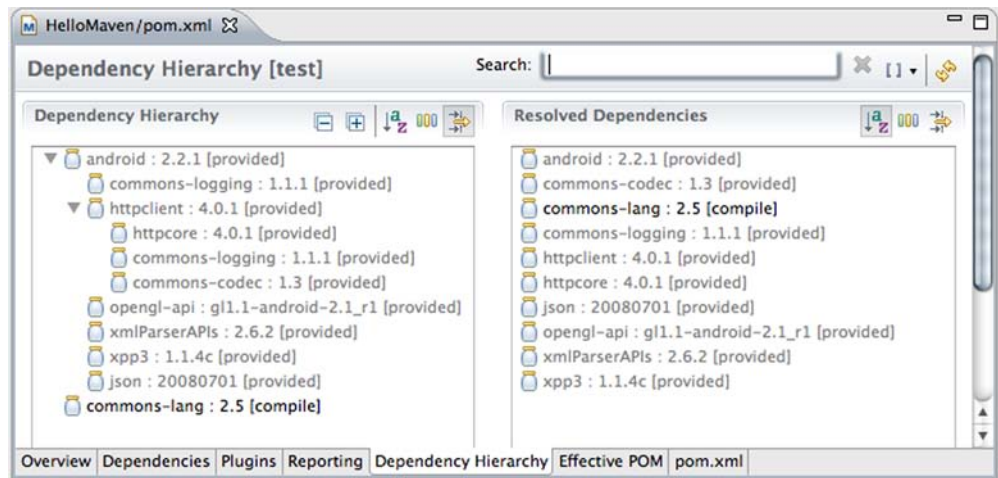 HelloMaven/pom.xml
Dependency Hierarchy [test]
Search:
Dependency Hierarchy
android : 2.2.1 [provided]
commons-logging : 1.1.1 [provided]
httpclient : 4.0.1 [provided]
httpcore : 4.0.1 [provided]
commons-logging : 1.1.1 [provided]
commons-codec : 1.3 [provided]
opengl-api : gl1.1-android-2.1_r1 [provided]
xmlParserAPIs : 2.6.2 [provided]
xpp3 : 1.1.4c [provided]
json : 20080701 [provided]
commons-lang : 2.5 [compile]
Resolved Dependencies
android : 2.2.1 [provided]
commons-codec : 1.3 [provided]
commons-lang : 2.5 [compile]
commons-logging : 1.1.1 [provided]
httpclient : 4.0.1 [provided]
httpcore : 4.0.1 [provided]
json : 20080701 [provided]
opengl-api : gl1.1-android-2.1_r1 [provided]
xmlParserAPIs : 2.6.2 [provided]
xpp3 : 1.1.4c [provided]
Overview Dependencies Plugins Reporting Dependency Hierarchy Effective POM pom.xml